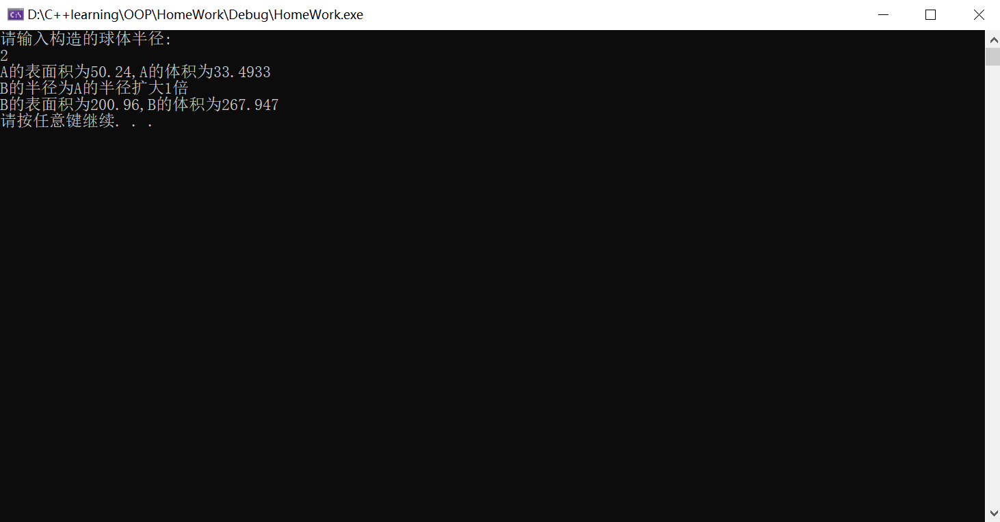 D:\C++learning\OOP\HomeWork\Debug\HomeWork.exe
请输入构造的球体半径:
2
A的表面积为50.24,A的体积为33.4933
B的半径为A的半径扩大1倍
B的表面积为200.96,B的体积为267.947
请按任意键继续. . .